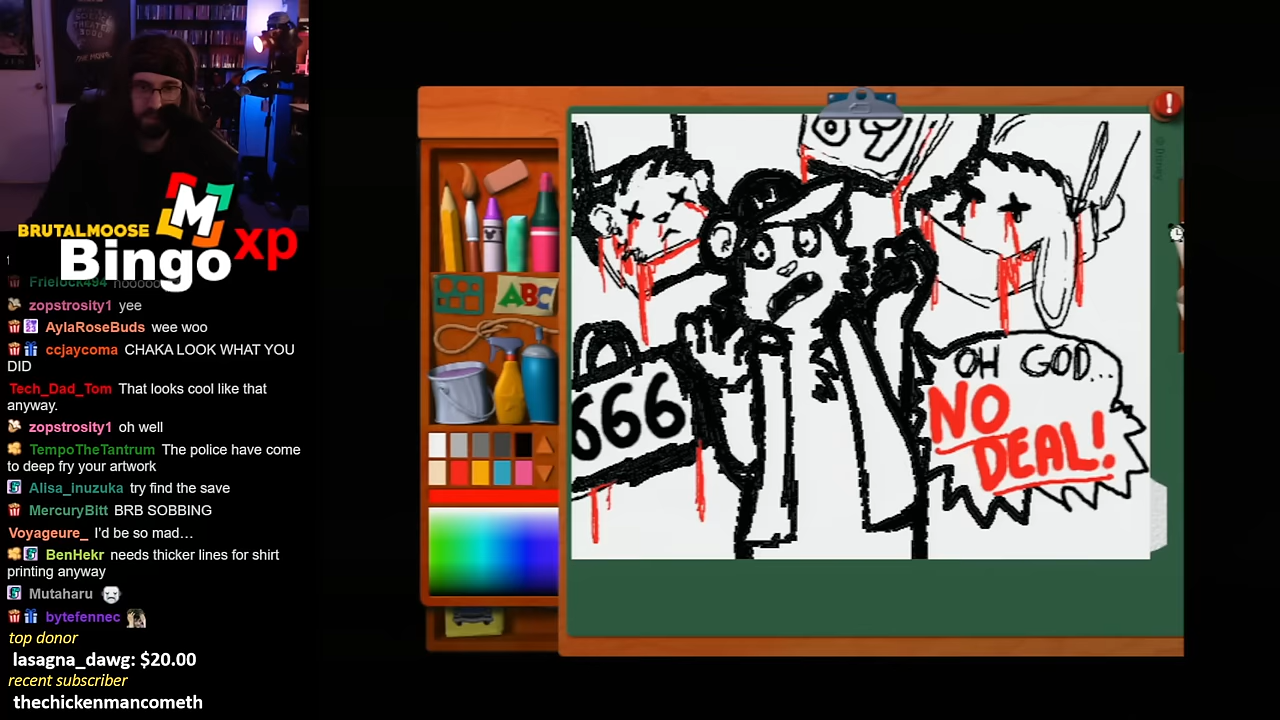 BRUTALMOOSE
M
Bingo xp
Frielock494 nooooo
zopstrosity1 yee
AylaRoseBuds wee woo
ccjaycoma CHAKA LOOK WHAT YOU
DID
Tech_Dad_Tom That looks cool like that
anyway.
zopstrosity1 oh well
TempoTheTantrum The police have come
to deep fry your artwork
Alisa_inuzuka try find the save
MercuryBitt BRB SOBBING
Voyageure_ I'd be so mad…
BenHekr needs thicker lines for shirt
printing anyway
Mutaharu
bytefennec
top donor
lasagna_dawg: $20.00
recent subscriber
thechickenmancometh
ABC
!
© Disney
666
OH GOD...
NO
DEAL!